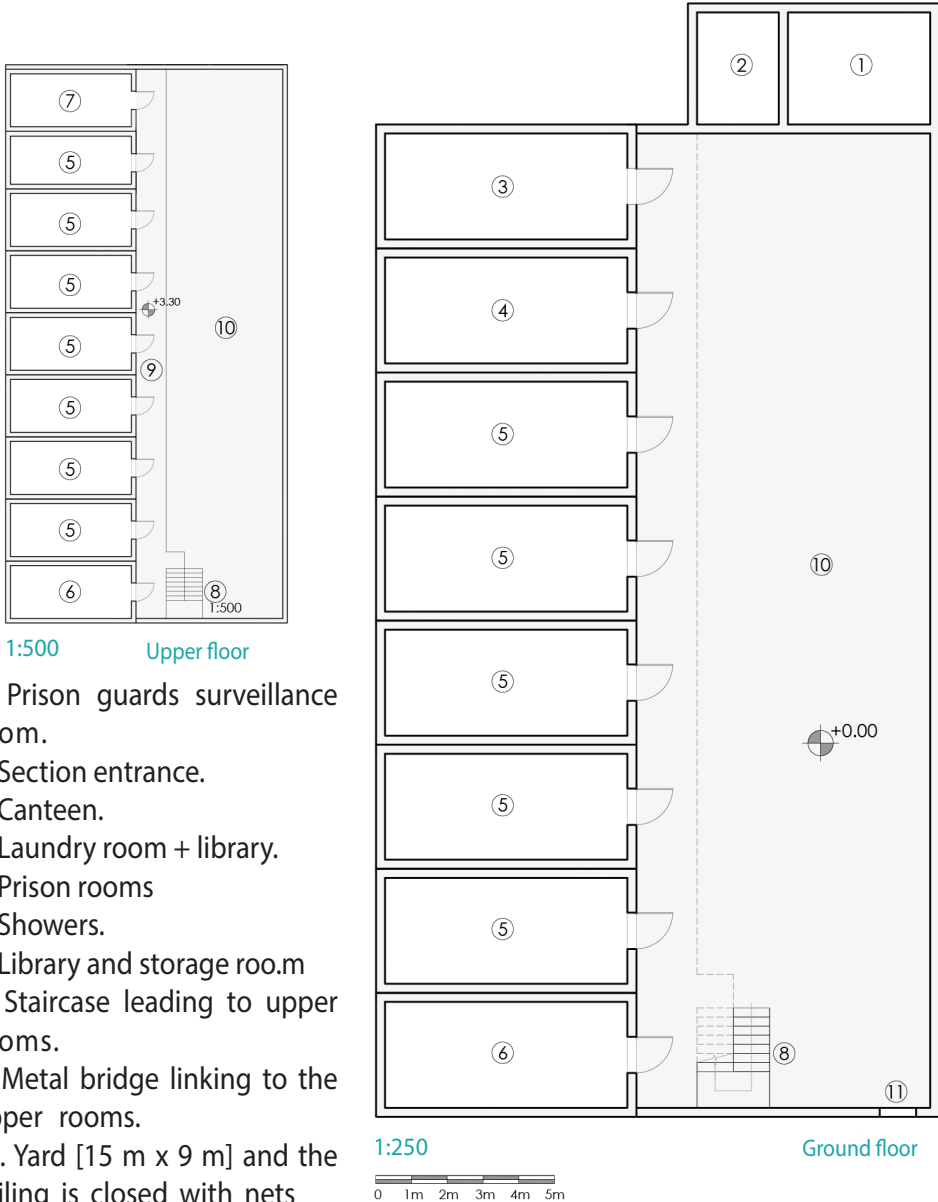 ②
①
③
④
⑤
⑤
⑤
⑤
⑤
⑥
⑩
+0.00
⑧
⑪
1:250
Ground floor
0 1m 2m 3m 4m 5m
⑦
⑤
⑤
⑤
⑤
⑤
⑤
⑤
⑥
+3.30
⑨
⑩
⑧
1:500
1:500
Upper floor
Prison guards surveillance
om.
Section entrance.
Canteen.
Laundry room + library.
Prison rooms
Showers.
Library and storage roo.m
Staircase leading to upper
oms.
Metal bridge linking to the
per rooms.
. Yard [15 m x 9 m] and the
iling is closed with nets